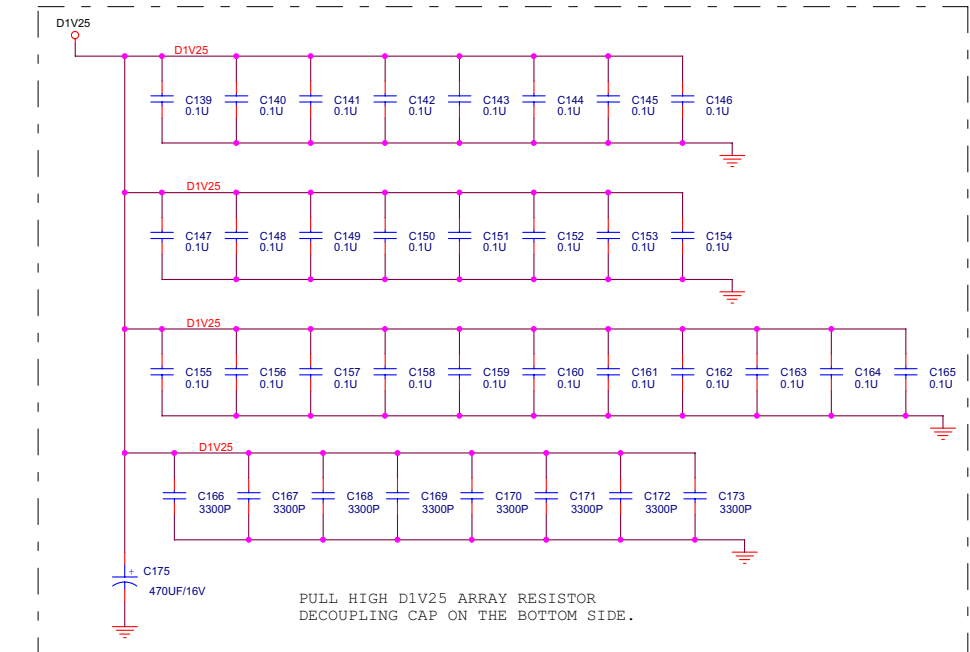 D1V25
D1V25
C139 C140 C141 C142 C143 C144 C145 C146
0.1U 0.1U 0.1U 0.1U 0.1U 0.1U 0.1U 0.1U
D1V25
C147 C148 C149 C150 C151 C152 C153 C154
0.1U 0.1U 0.1U 0.1U 0.1U 0.1U 0.1U 0.1U
D1V25
C155 C156 C157 C158 C159 C160 C161 C162 C163 C164 C165
0.1U 0.1U 0.1U 0.1U 0.1U 0.1U 0.1U 0.1U 0.1U 0.1U 0.1U
D1V25
C166 C167 C168 C169 C170 C171 C172 C173
3300P 3300P 3300P 3300P 3300P 3300P 3300P 3300P
+ C175
470UF/16V
PULL HIGH D1V25 ARRAY RESISTOR
DECOUPLING CAP ON THE BOTTOM SIDE.